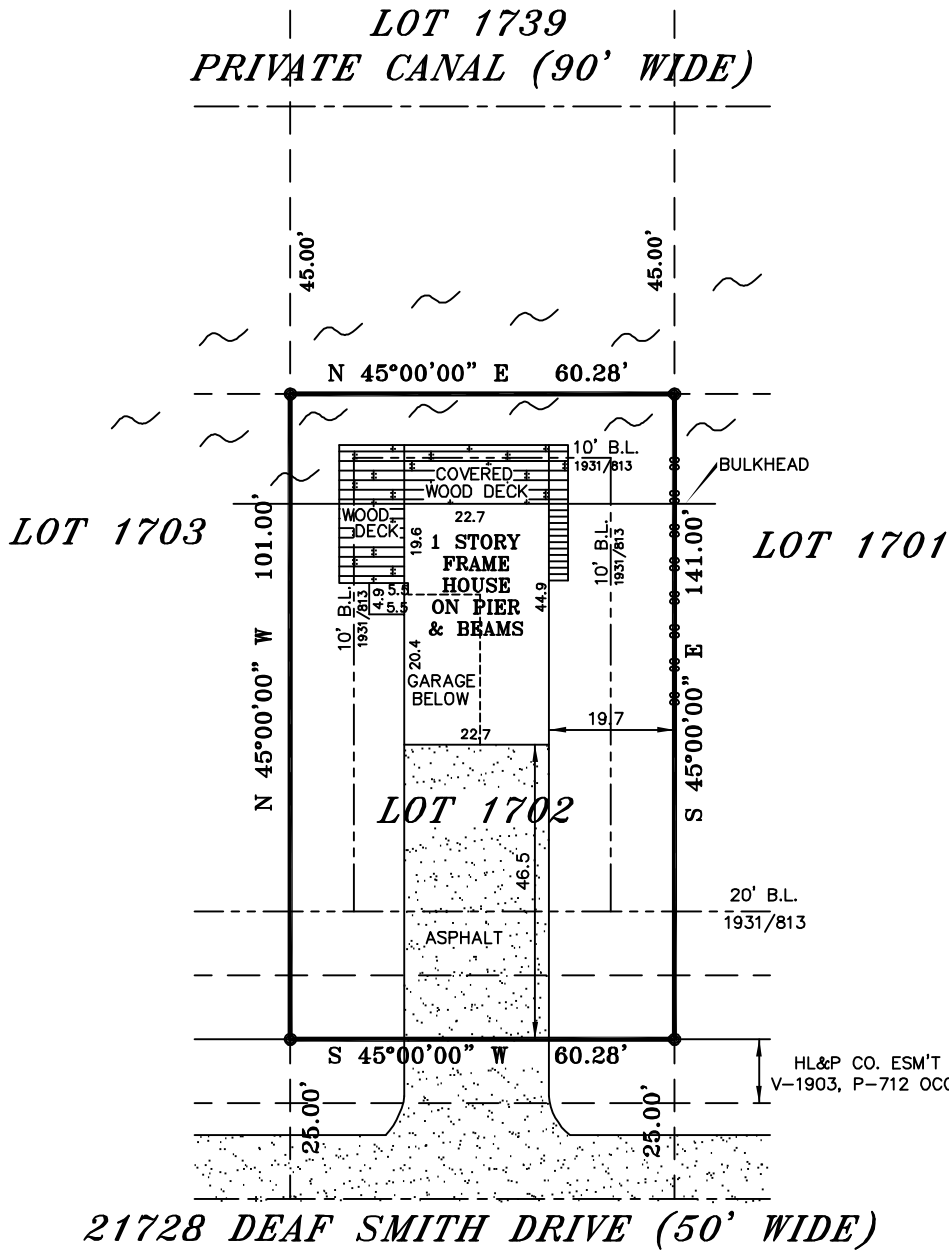 LOT 1739
PRIVATE CANAL (90' WIDE)
45.00'
45.00'
N 45°00'00" E 60.28'
10' B.L.
1931/813
COVERED
WOOD DECK
BULKHEAD
WOOD
DECK
22.7
LOT 1703
N 45°00'00" W 101.00'
19.6
1 STORY
FRAME
HOUSE
ON PIER
& BEAMS
10' B.L.
1931/813
S 45°00'00" E 141.00'
LOT 1701
10' B.L.
1931/813
4.9
5.5
5.5
44.9
20.4
GARAGE
BELOW
22.7
19.7
LOT 1702
46.5
20' B.L.
1931/813
ASPHALT
S 45°00'00" W 60.28'
HL&P CO. ESM'T
V-1903, P-712
25.00'
25.00'
21728 DEAF SMITH DRIVE (50' WIDE)